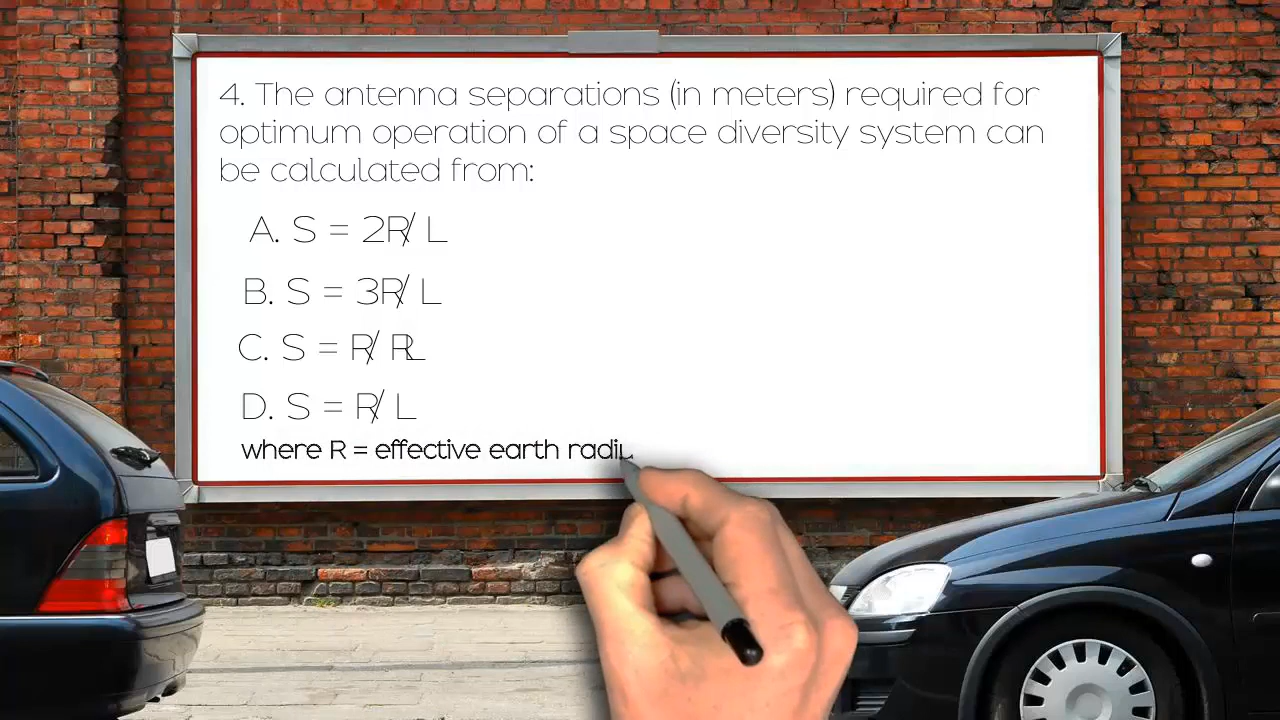 4. The antenna separations (in meters) required for
optimum operation of a space diversity system can
be calculated from:
A. S = 2R/ L
B. S = 3R/ L
C. S = R/ RL
D. S = R/ L
where R = effective earth radiu